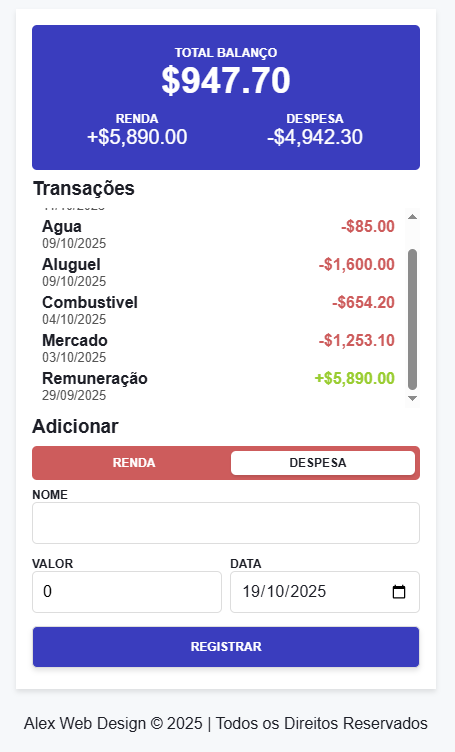 TOTAL BALANÇO
$947.70
RENDA DESPESA
+$5,890.00 -$4,942.30
Transações
Agua -$85.00
09/10/2025
Aluguel -$1,600.00
09/10/2025
Combustivel -$654.20
04/10/2025
Mercado -$1,253.10
03/10/2025
Remuneração +$5,890.00
29/09/2025
Adicionar
RENDA DESPESA
NOME
VALOR DATA
0 19/10/2025
REGISTRAR
Alex Web Design © 2025 | Todos os Direitos Reservados